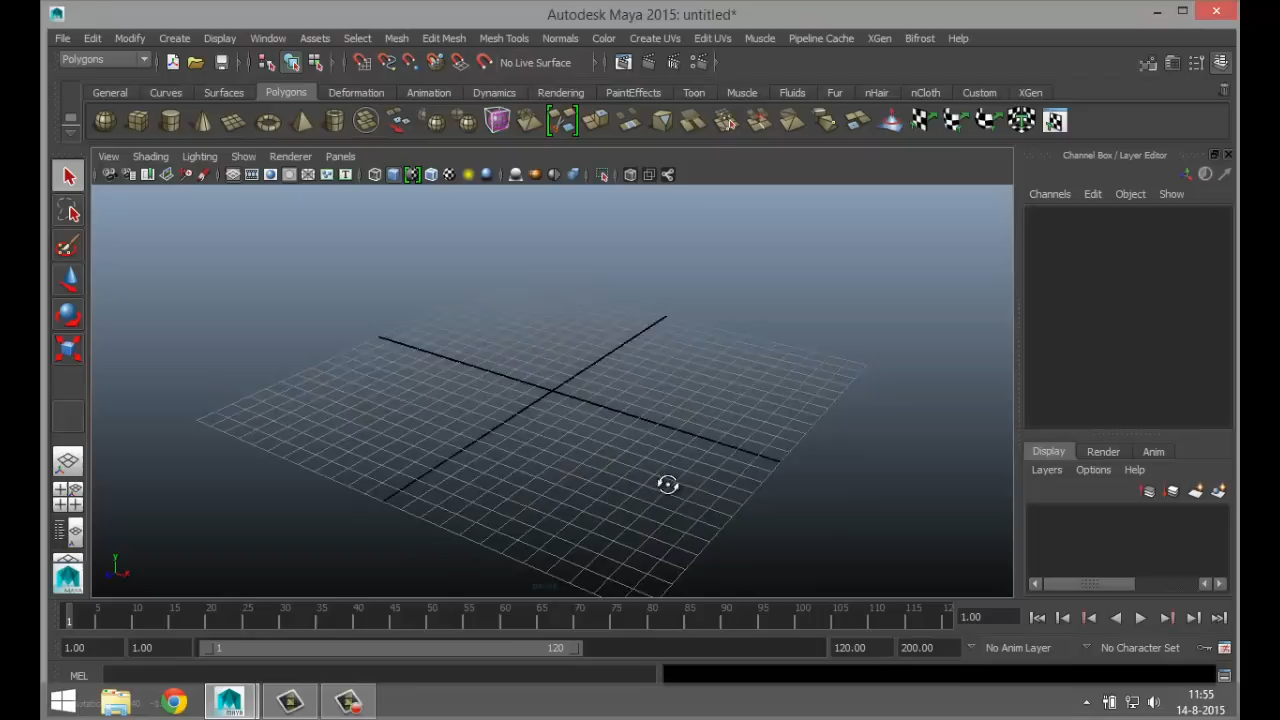 Autodesk Maya 2015: untitled*
File Edit Modify Create Display Window Assets Select Mesh Edit Mesh Mesh Tools Normals Color Create UVs Edit UVs Muscle Pipeline Cache XGen Bifrost Help
Polygons No Live Surface
General Curves Surfaces Polygons Deformation Animation Dynamics Rendering PaintEffects Toon Muscle Fluids Fur nHair nCloth Custom XGen
View Shading Lighting Show Renderer Panels
Channel Box / Layer Editor
Channels Edit Object Show
Display Render Anim
Layers Options Help
y
x
5 10 15 20 25 30 35 40 45 50 55 60 65 70 75 80 85 90 95 100 105 110 115 12
1
1.00
1.00 1.00 1 120 120.00 200.00 No Anim Layer No Character Set
MEL
MAYA
11:55
14-8-2015